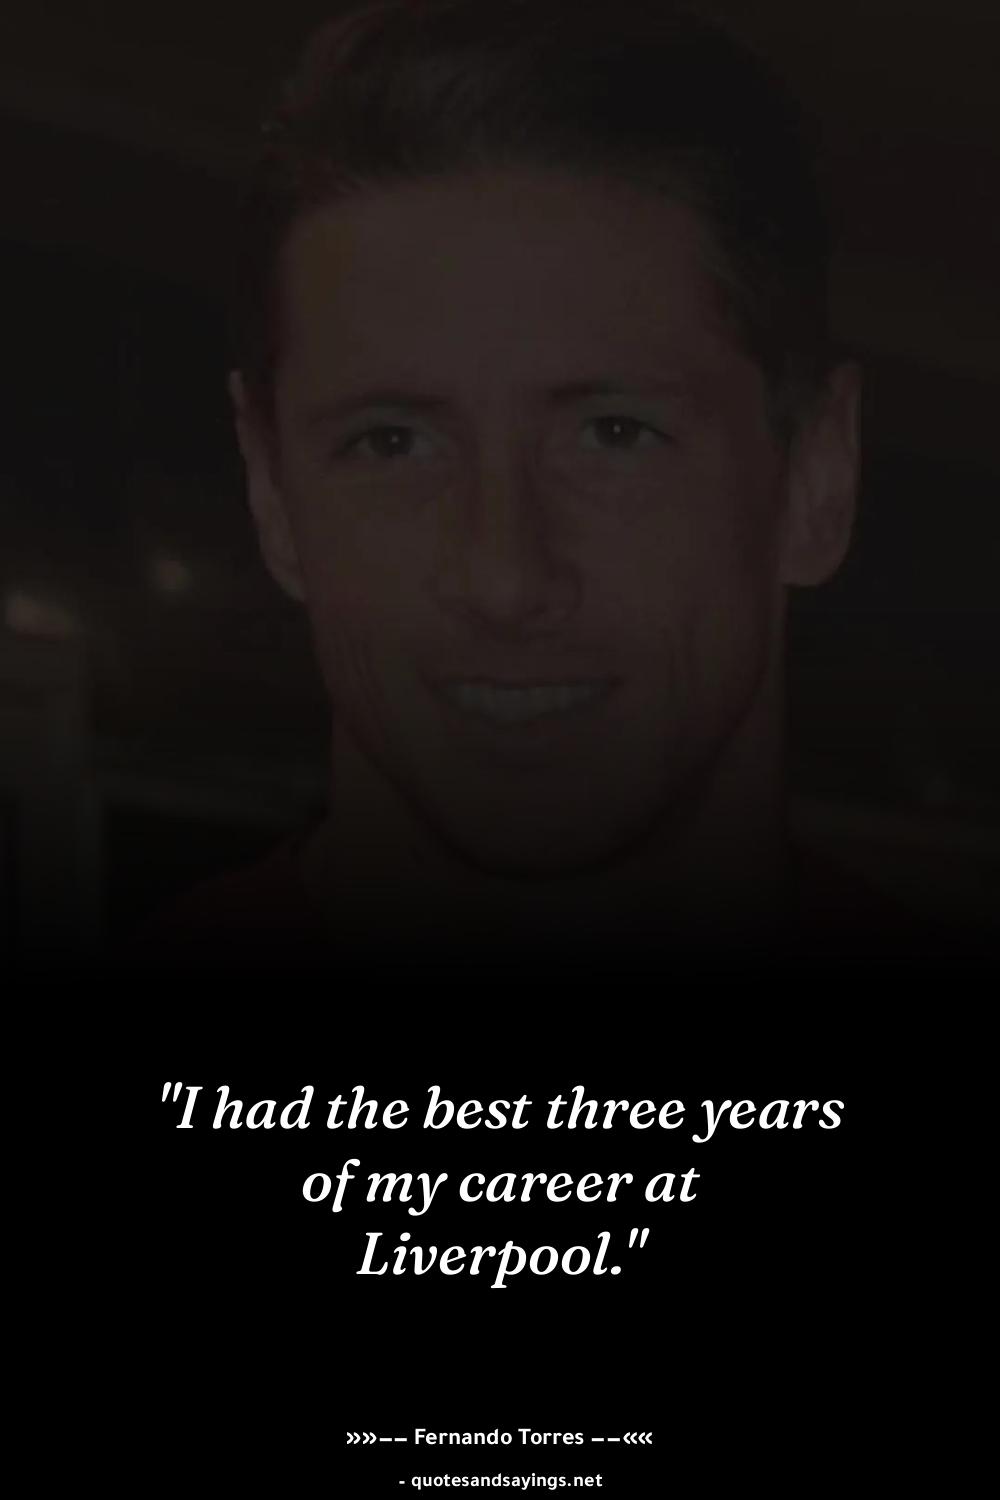 "I had the best three years
of my career at
Liverpool."
»»–– Fernando Torres ––««
- quotesandsayings.net